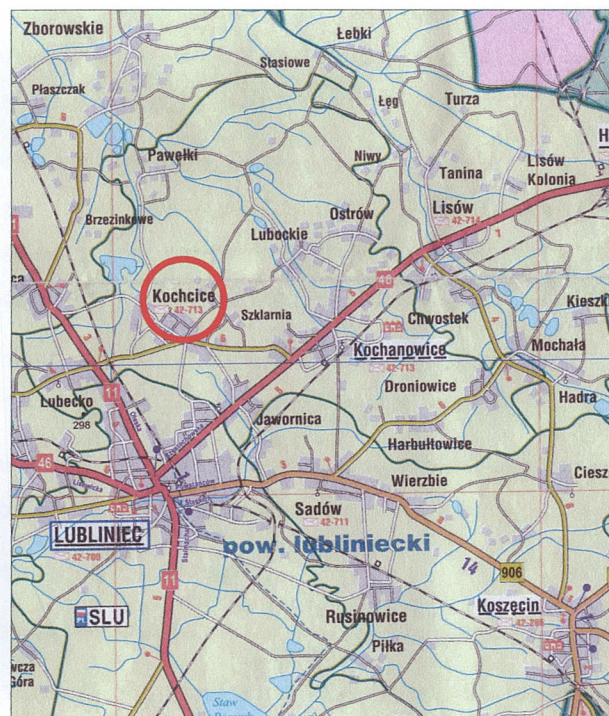 Zborowskie
Łebki
Stasiowe
Płaszczak
Łęg
Turza
H
Pawełki
Niwy
Tanina
Lisów
Kolonia
Lisów
42-714
Brzezinkowe
Ostrów
Lubockie
46
Kochcice
42-713
Szklarnia
Chwostek
Kieszk
Kochanowice
42-713
Mochała
Droniowice
Hadra
11
Lubecko
298
Jawornica
Harbułtowice
46
Wierzbie
Ciesz
Sadów
42-711
LUBLINIEC
42-700
pow. lubliniecki
14
906
11
SLU
Koszęcin
42-286
Rusinowice
Piłka
wcza
Góra
Staw